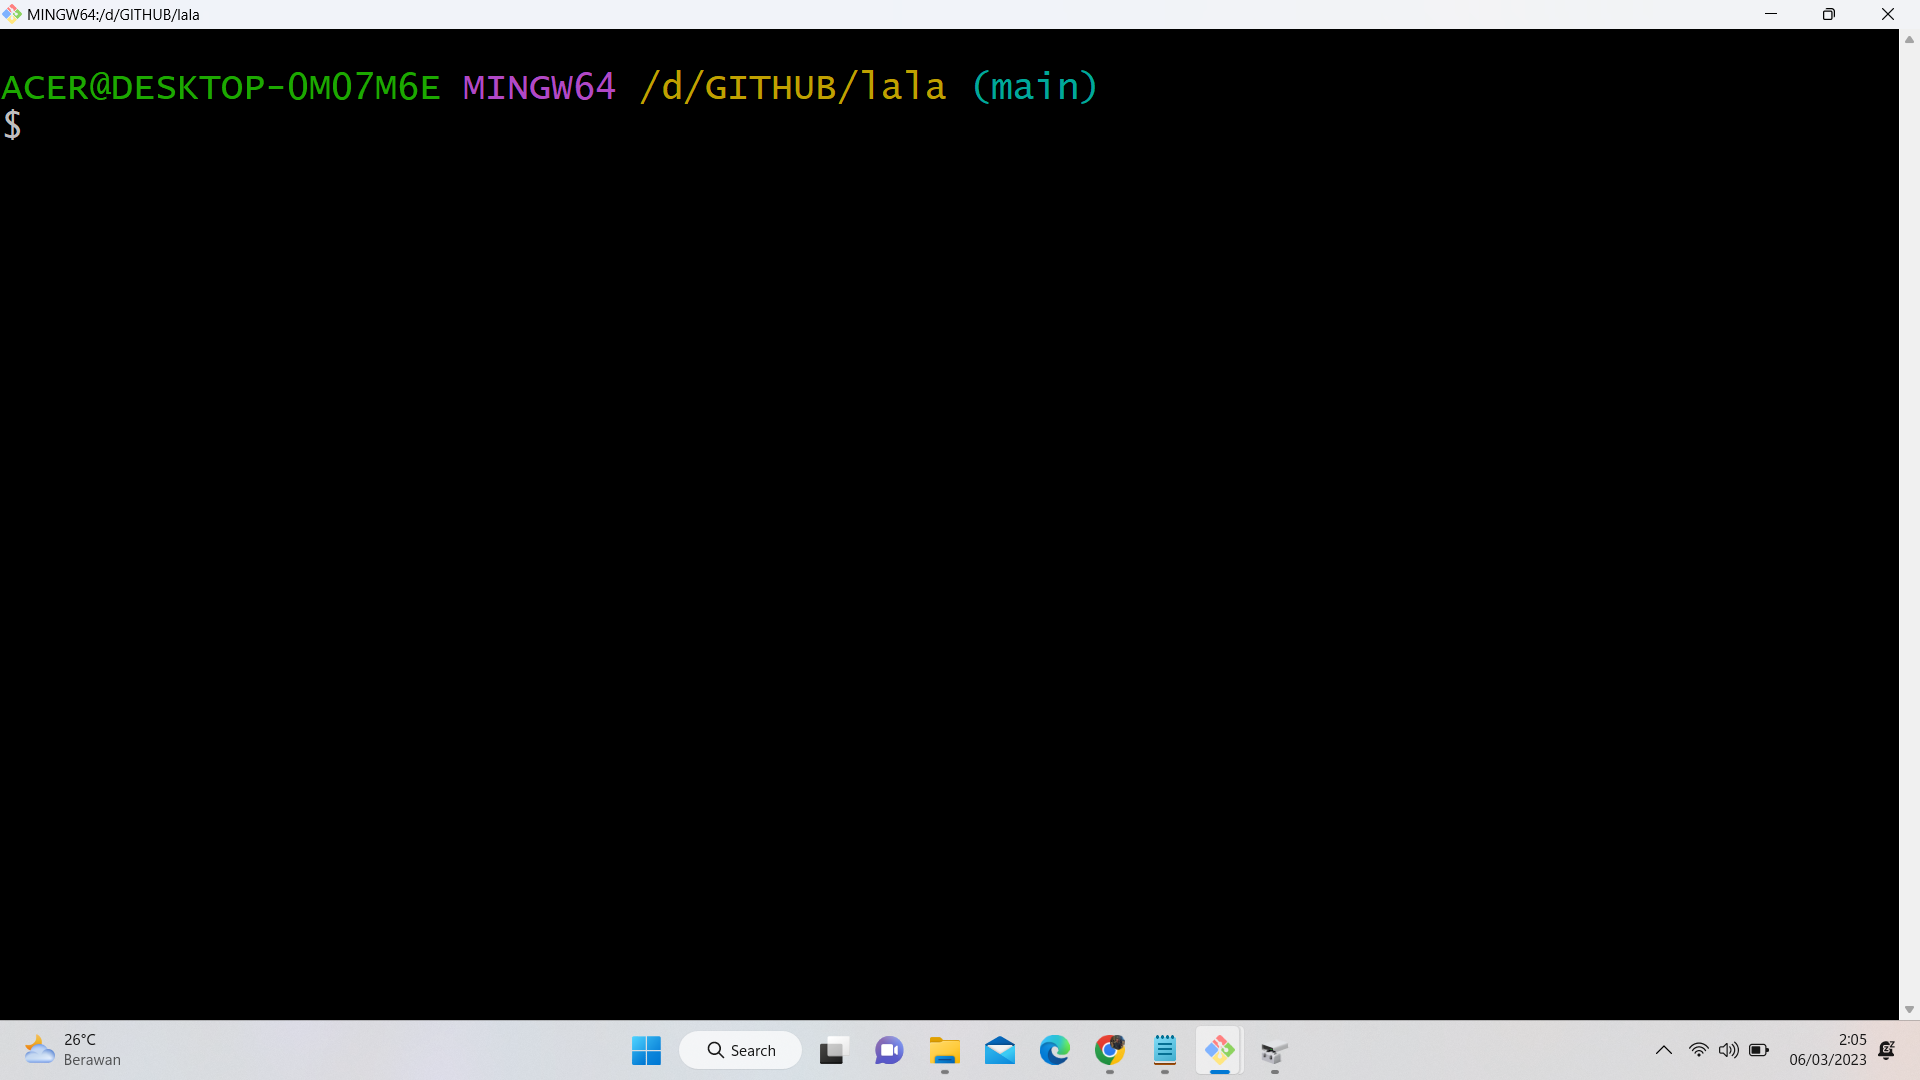 MINGW64:/d/GITHUB/lala
ACER@DESKTOP-0M07M6E MINGW64 /d/GITHUB/lala (main)
$
26°C
Berawan
Search
2:05
06/03/2023